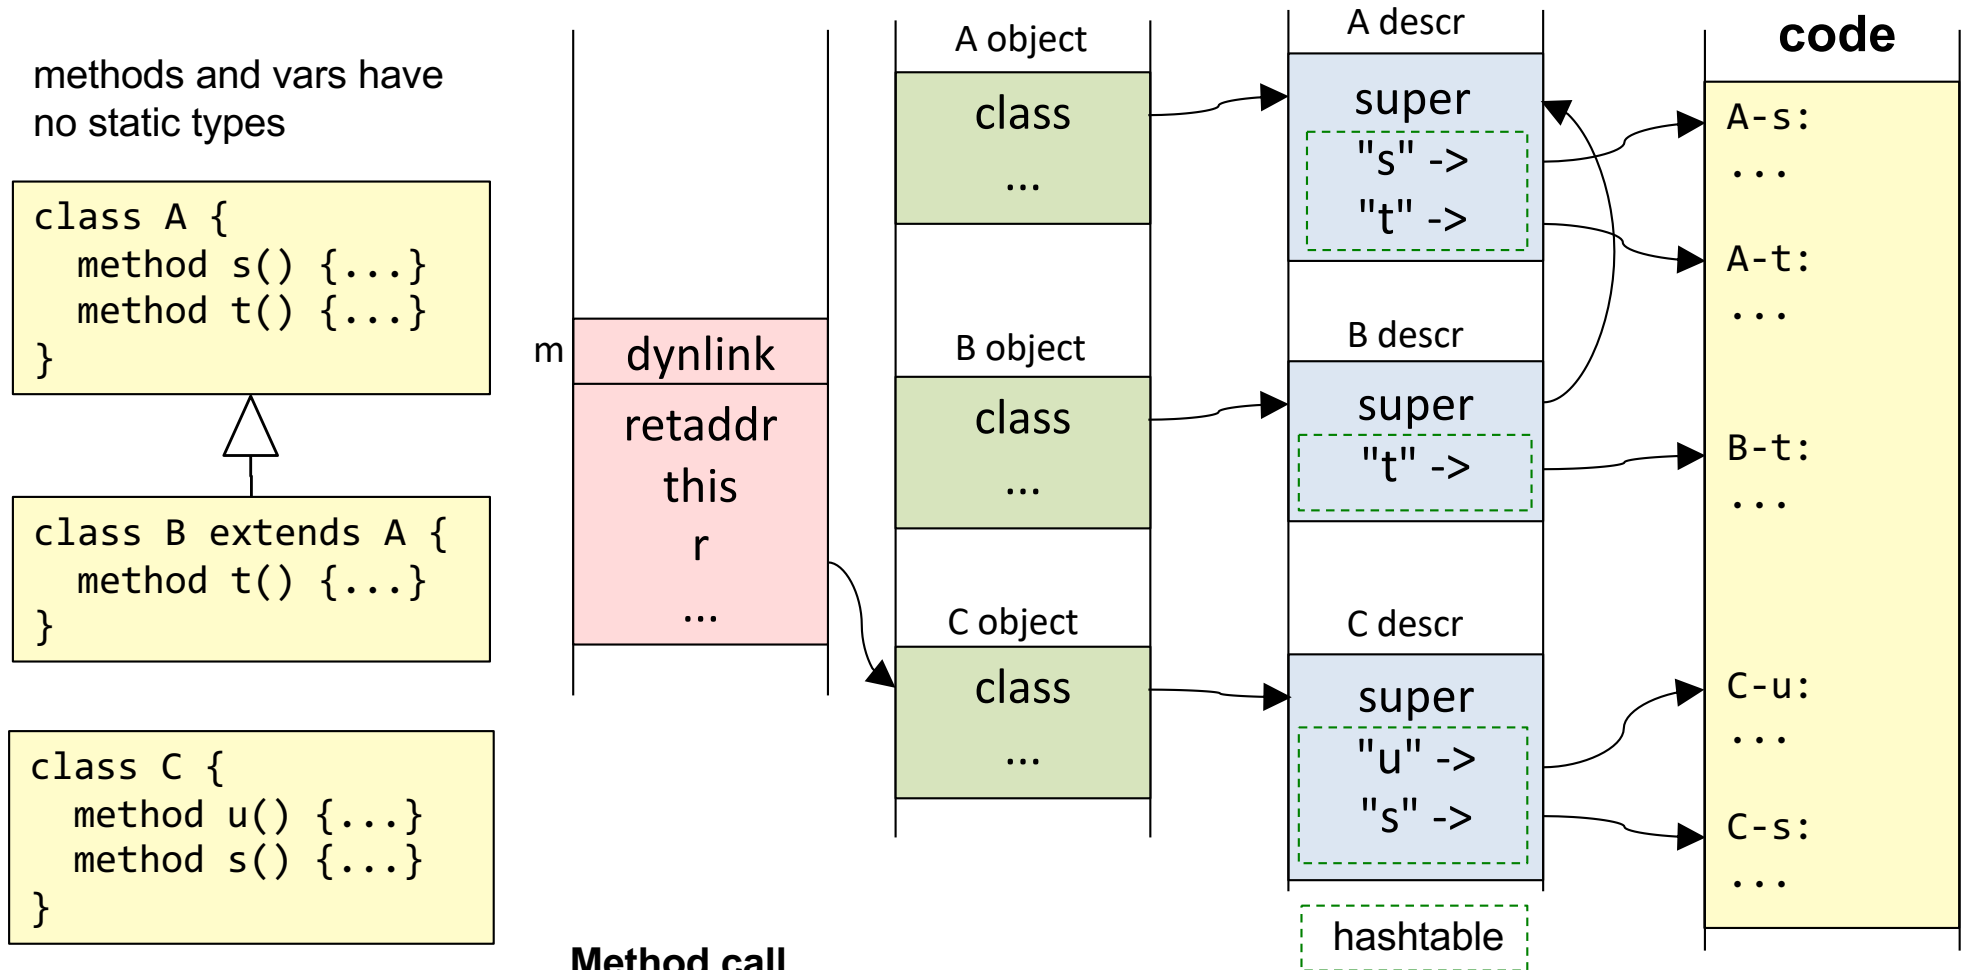 methods and vars have
no static types
class A {
method s() {...}
method t() {...}
}
class B extends A {
method t() {...}
}
class C {
method u() {...}
method s() {...}
}
m
dynlink
retaddr
this
r
...
A object
class
...
B object
class
...
C object
class
...
A descr
super
"s" ->
"t" ->
B descr
super
"t" ->
C descr
super
"u" ->
"s" ->
hashtable
code
A-s:
...
A-t:
...
B-t:
...
C-u:
...
C-s:
...
Method call